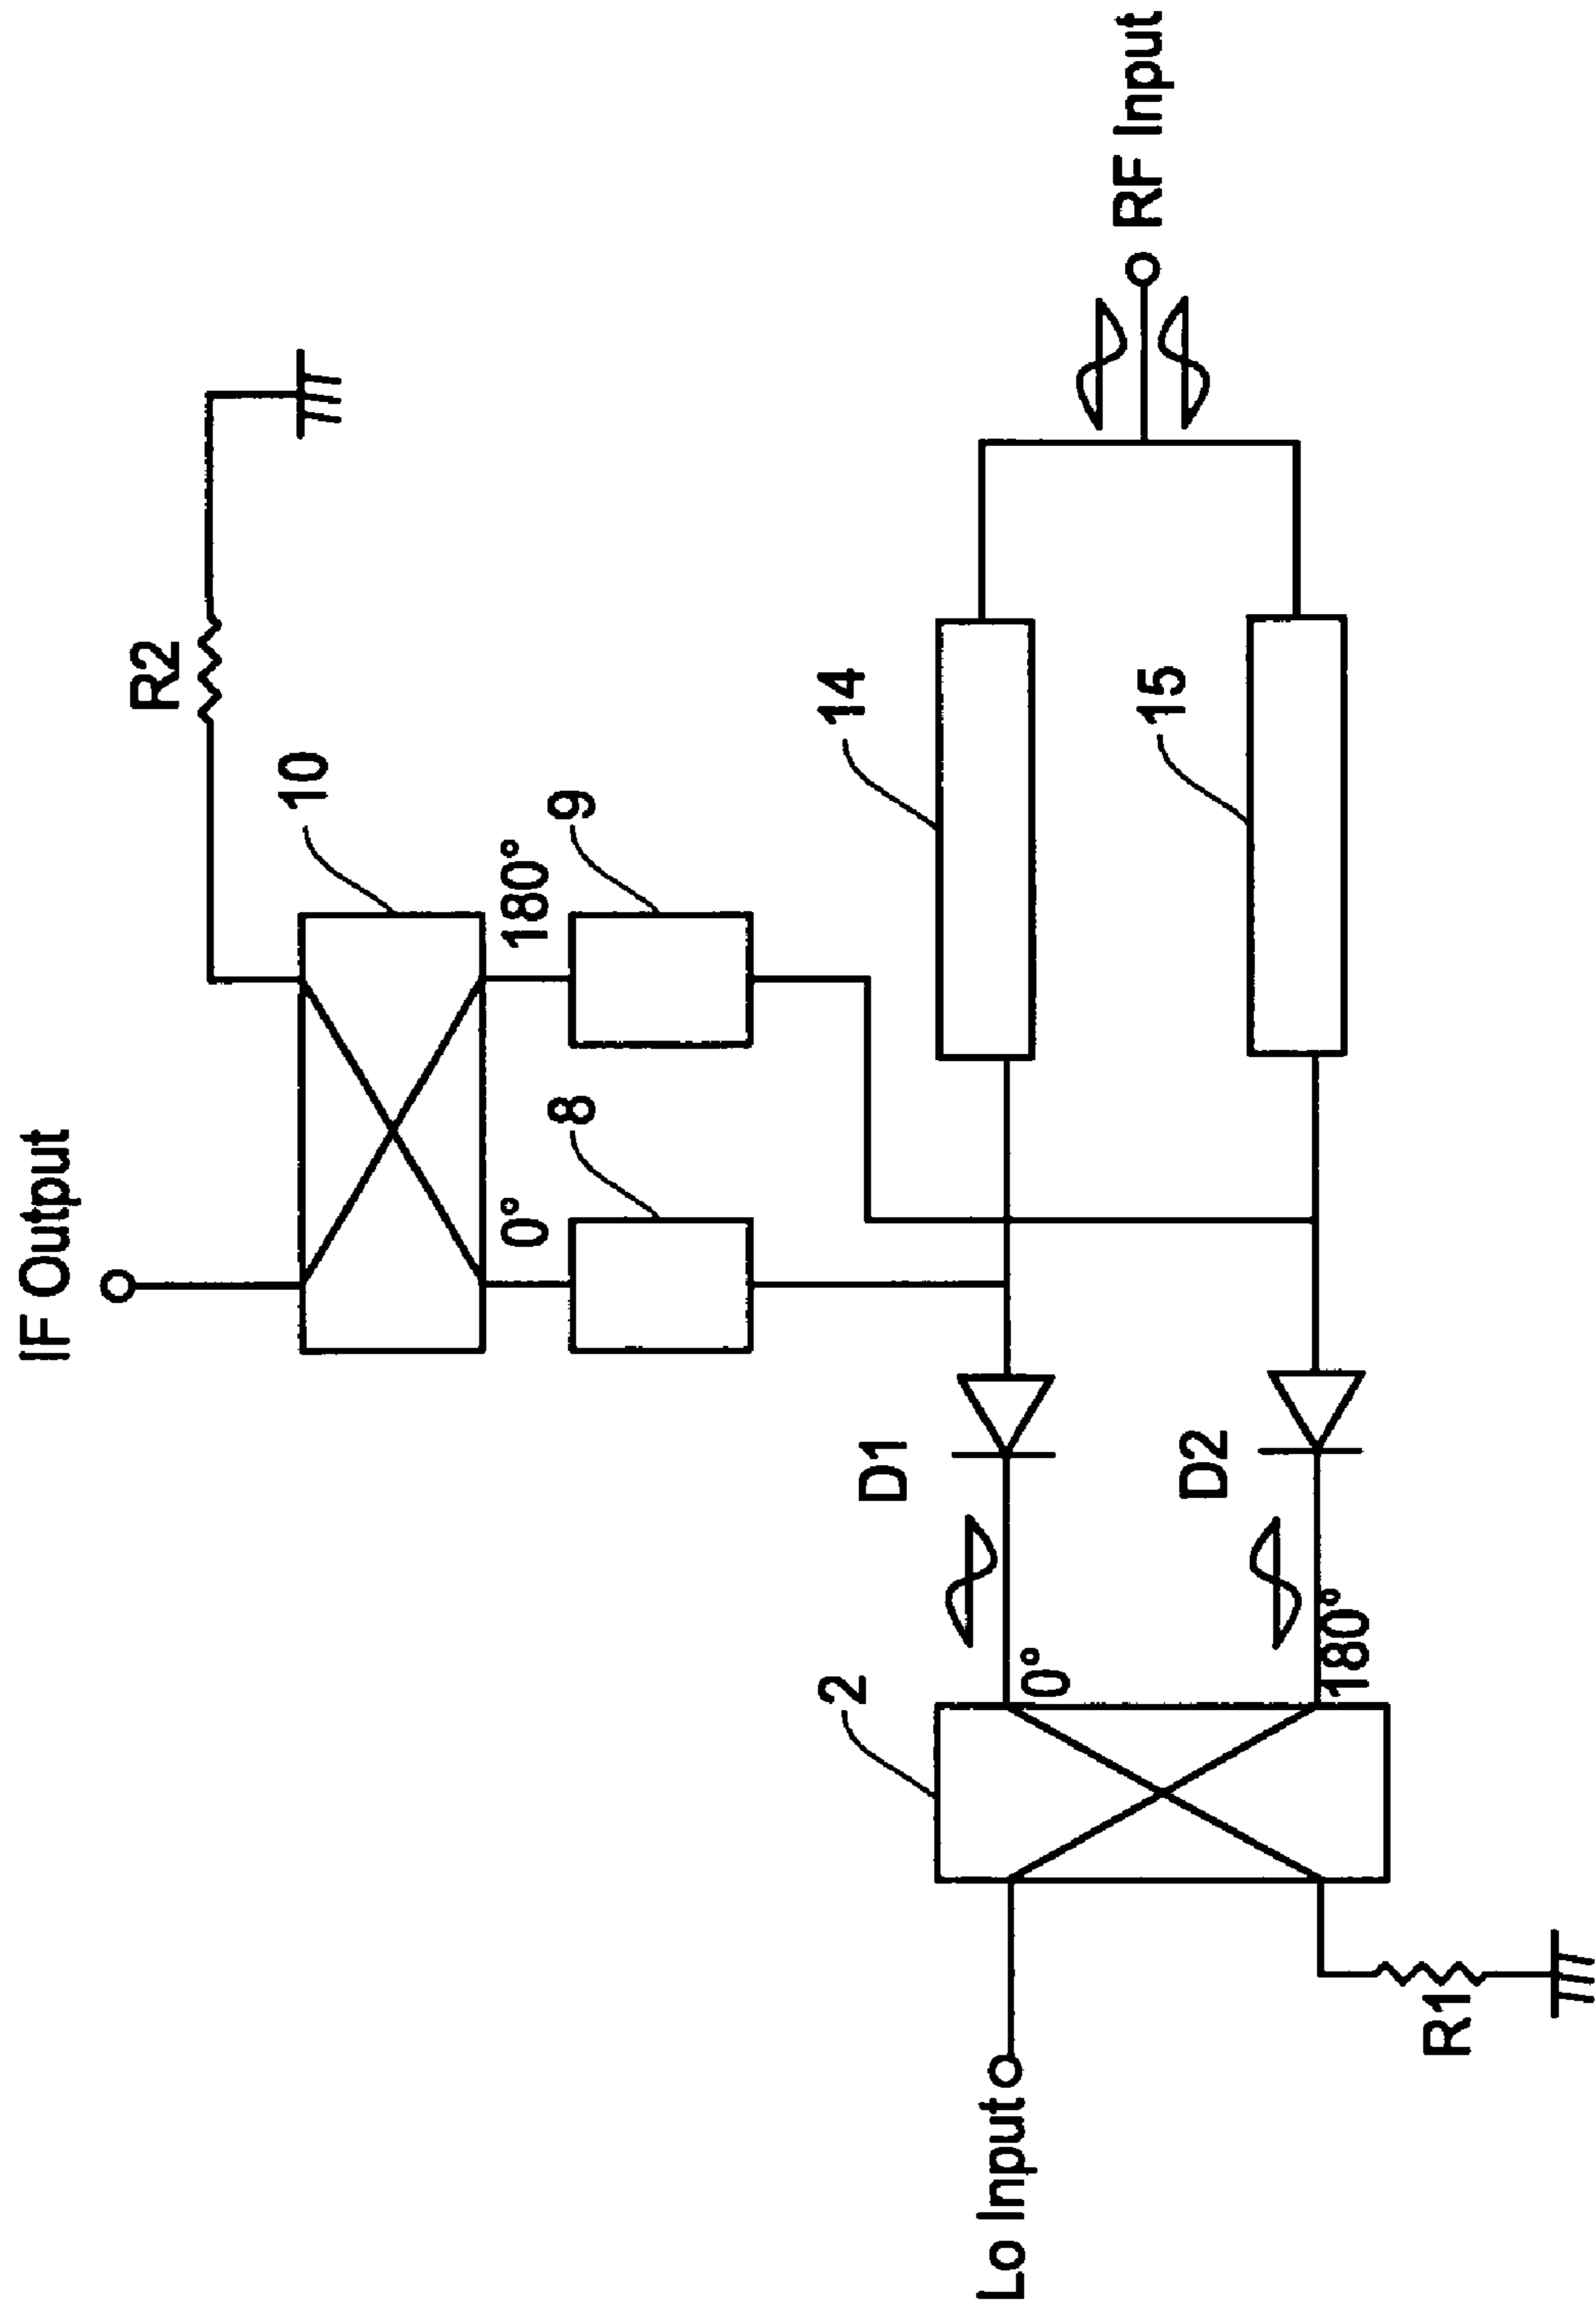 IF Output
R2
10
0°
180°
8
9
D1
14
RF Input
2
0°
Lo Input
D2
15
180°
R1